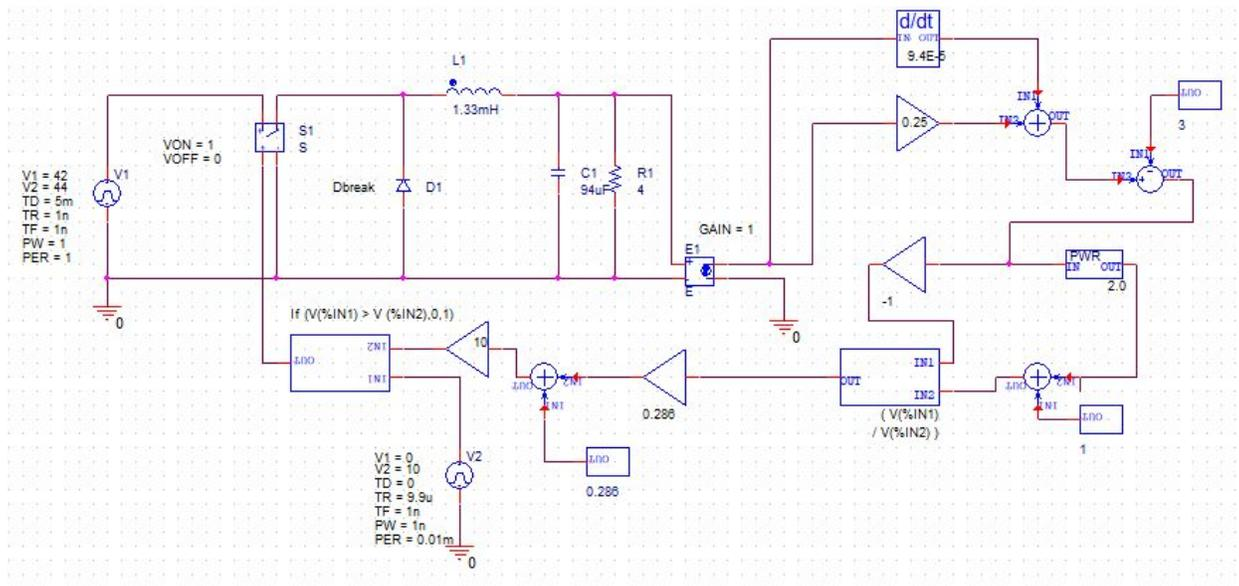 d/dt
IN OUT
9.4E-5
L1
1.33mH
IN1
OUT
3
0.25
IN2
OUT
S1
S
VON = 1
VOFF = 0
IN1
IN2
OUT
V1
V1 = 42
V2 = 44
TD = 5m
TR = 1n
TF = 1n
PW = 1
PER = 1
Dbreak
D1
C1
94uF
R1
4
GAIN = 1
E1
E
PWR
IN OUT
2.0
-1
0
0
If (V(%IN1) > V (%IN2),0,1)
OUT
IN2
IN1
10
OUT
IN2
IN1
0.286
OUT
IN1
IN2
( V(%IN1)
/ V(%IN2) )
OUT
IN2
IN1
OUT
1
V1 = 0
V2 = 10
TD = 0
TR = 9.9u
TF = 1n
PW = 1n
PER = 0.01m
V2
0
OUT
0.286